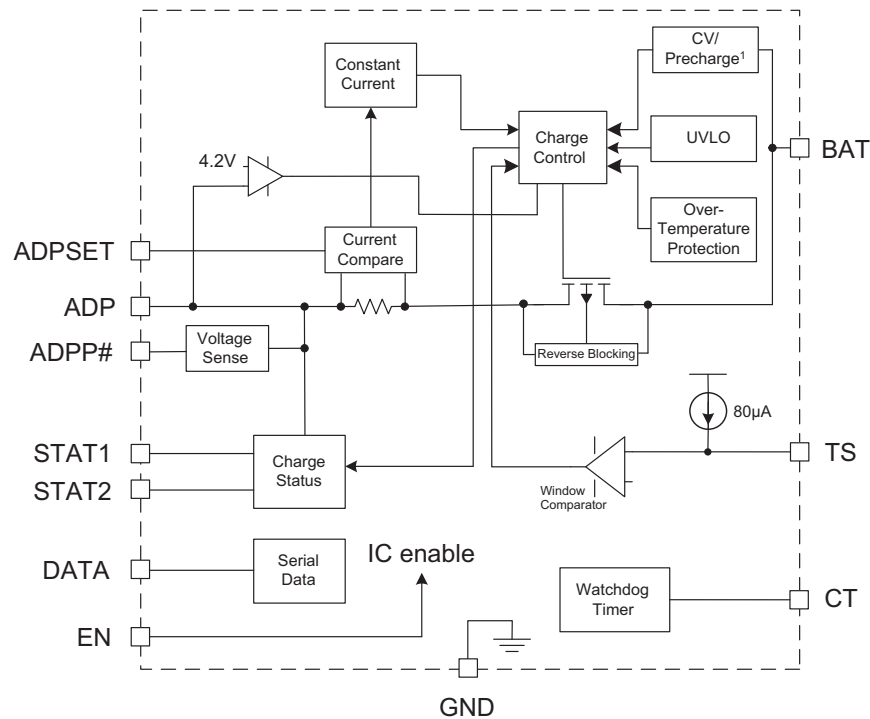 CV/
Precharge1
Constant
Current
Charge
Control
UVLO
BAT
4.2V
Over-
Temperature
Protection
ADPSET
Current
Compare
ADP
ADPP#
Voltage
Sense
Reverse Blocking
80µA
STAT1
STAT2
Charge
Status
Window
Comparator
TS
DATA
Serial
Data
IC enable
Watchdog
Timer
CT
EN
GND